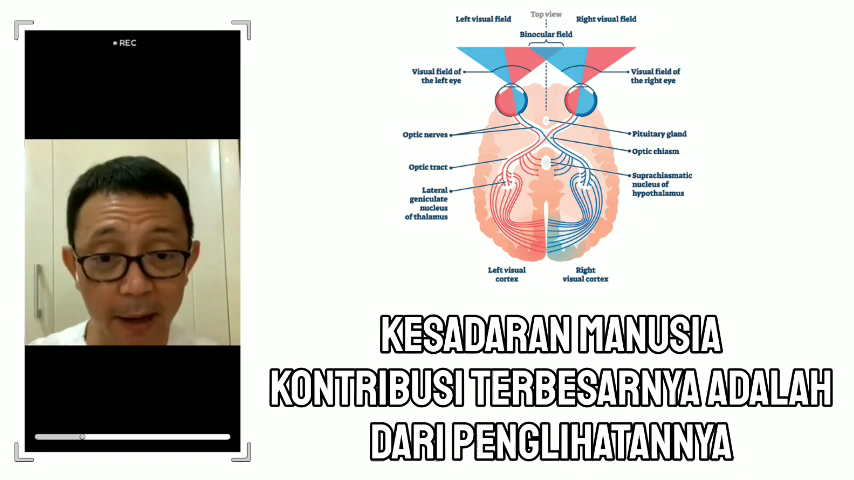 REC
Top view
Left visual field
Right visual field
Binocular field
Visual field of
the left eye
Visual field of
the right eye
Optic nerves
Pituitary gland
Optic chiasm
Optic tract
Suprachiasmatic
nucleus of
hypothalamus
Lateral
geniculate
nucleus
of thalamus
Left visual
cortex
Right
visual cortex
KESADARAN MANUSIA
KONTRIBUSI TERBESARNYA ADALAH
DARI PENGLIHATANNYA